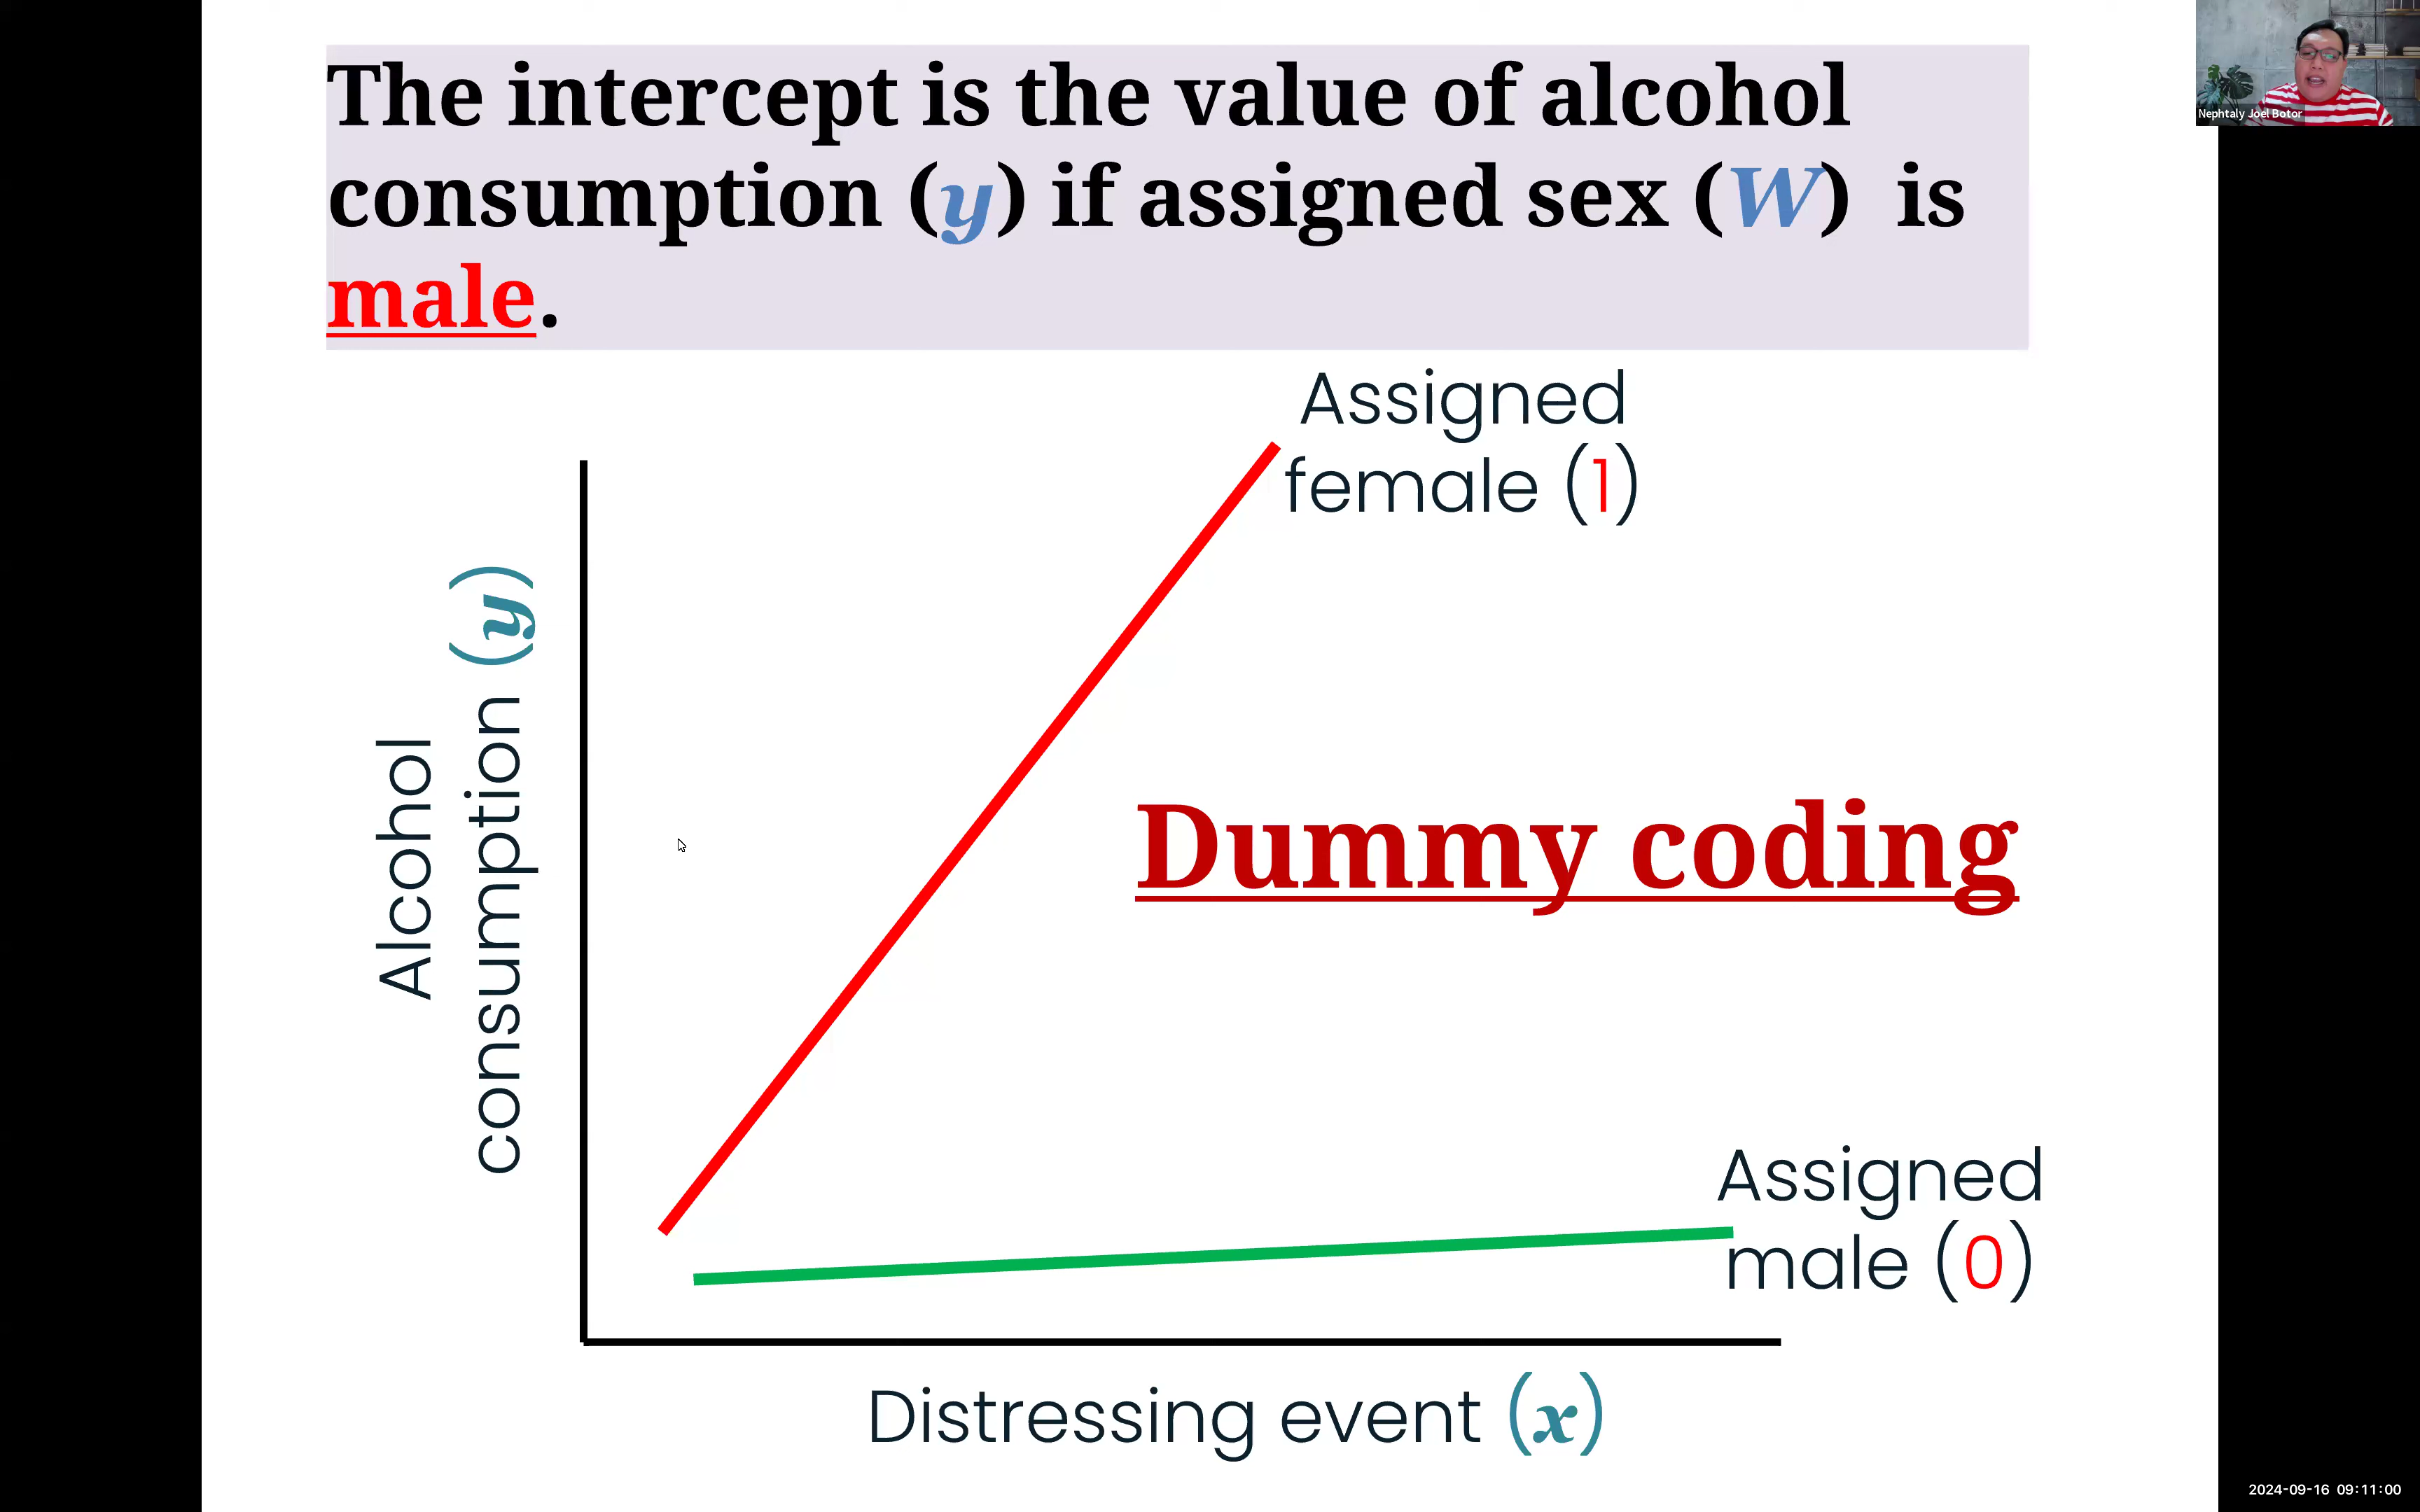 The intercept is the value of alcohol
consumption (y) if assigned sex (W) is
male.
Nephtaly Joel Botor
Assigned
female (1)
Alcohol
consumption (y)
Dummy coding
Assigned
male (0)
Distressing event (x)
2024-09-16 09:11:00